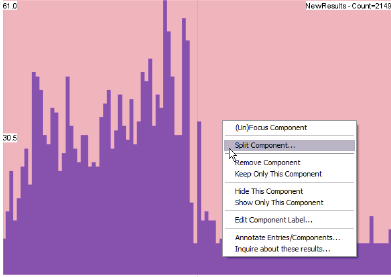 61.0
NewResults - Count=2149
30.5
(Un)Focus Component
Split Component...
Remove Component
Keep Only This Component
Hide This Component
Show Only This Component
Edit Component Label...
Annotate Entries/Components...
Inquire about these results...